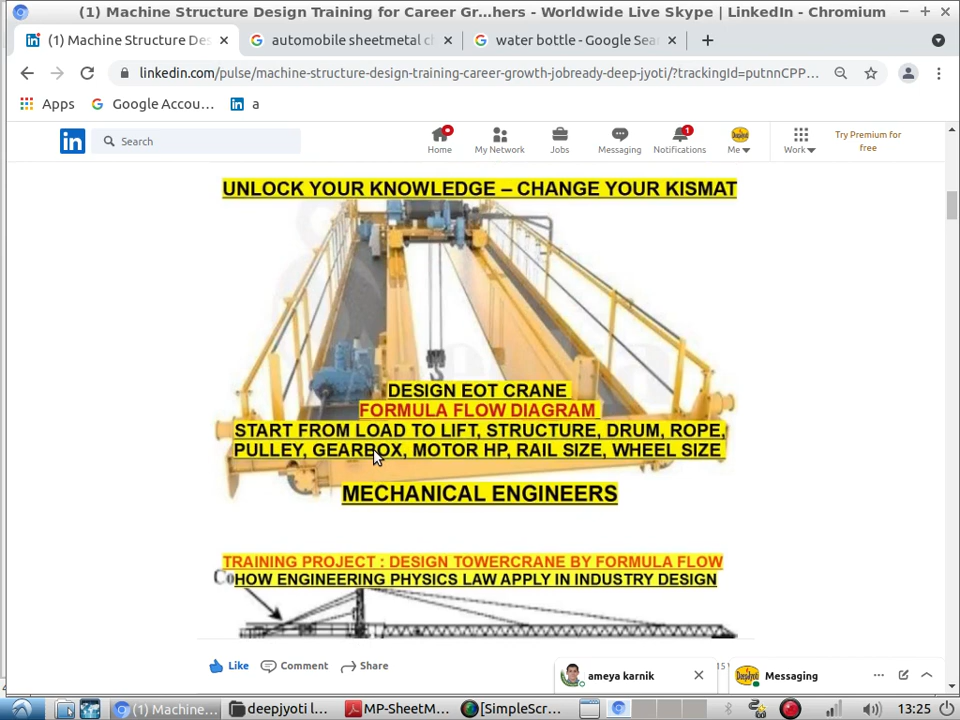 (1) Machine Structure Design Training for Career Gr...hers - Worldwide Live Skype | LinkedIn - Chromium
(1) Machine Structure Des
automobile sheetmetal c
water bottle - Google Sea
linkedin.com/pulse/machine-structure-design-training-career-growth-jobready-deep-jyoti/?trackingId=putnnCPP...
Apps
Google Accou...
a
Search
Home
My Network
Jobs
Messaging
1
Notifications
Me
Work
Try Premium for
free
UNLOCK YOUR KNOWLEDGE – CHANGE YOUR KISMAT
DESIGN EOT CRANE
FORMULA FLOW DIAGRAM
START FROM LOAD TO LIFT, STRUCTURE, DRUM, ROPE,
PULLEY, GEARBOX, MOTOR HP, RAIL SIZE, WHEEL SIZE
MECHANICAL ENGINEERS
TRAINING PROJECT : DESIGN TOWERCRANE BY FORMULA FLOW
Co
HOW ENGINEERING PHYSICS LAW APPLY IN INDUSTRY DESIGN
Like
Comment
Share
ameya karnik
Messaging
(1) Machine...
deepjyoti l...
MP-SheetM...
[SimpleScr...
13:25